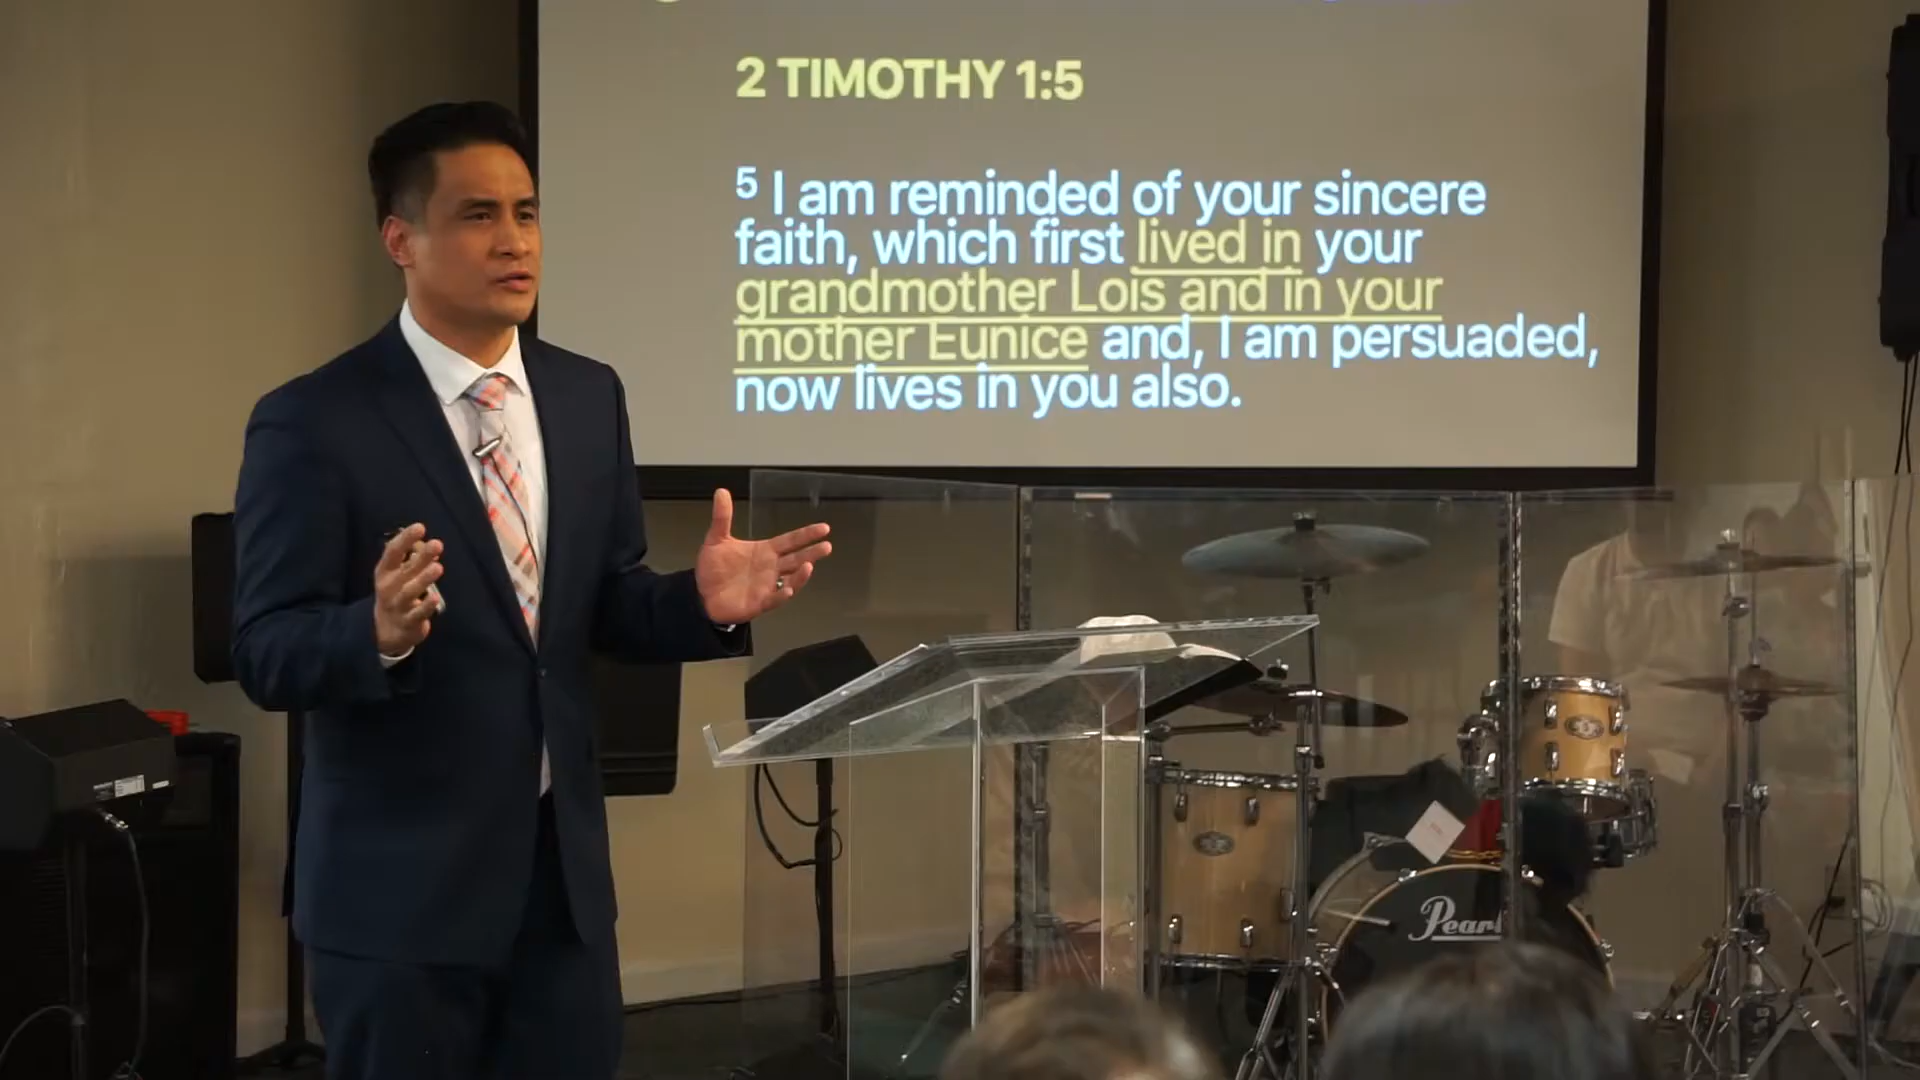 2 TIMOTHY 1:5
5 I am reminded of your sincere
faith, which first lived in your
grandmother Lois and in your
mother Eunice and, I am persuaded,
now lives in you also.
Pearl